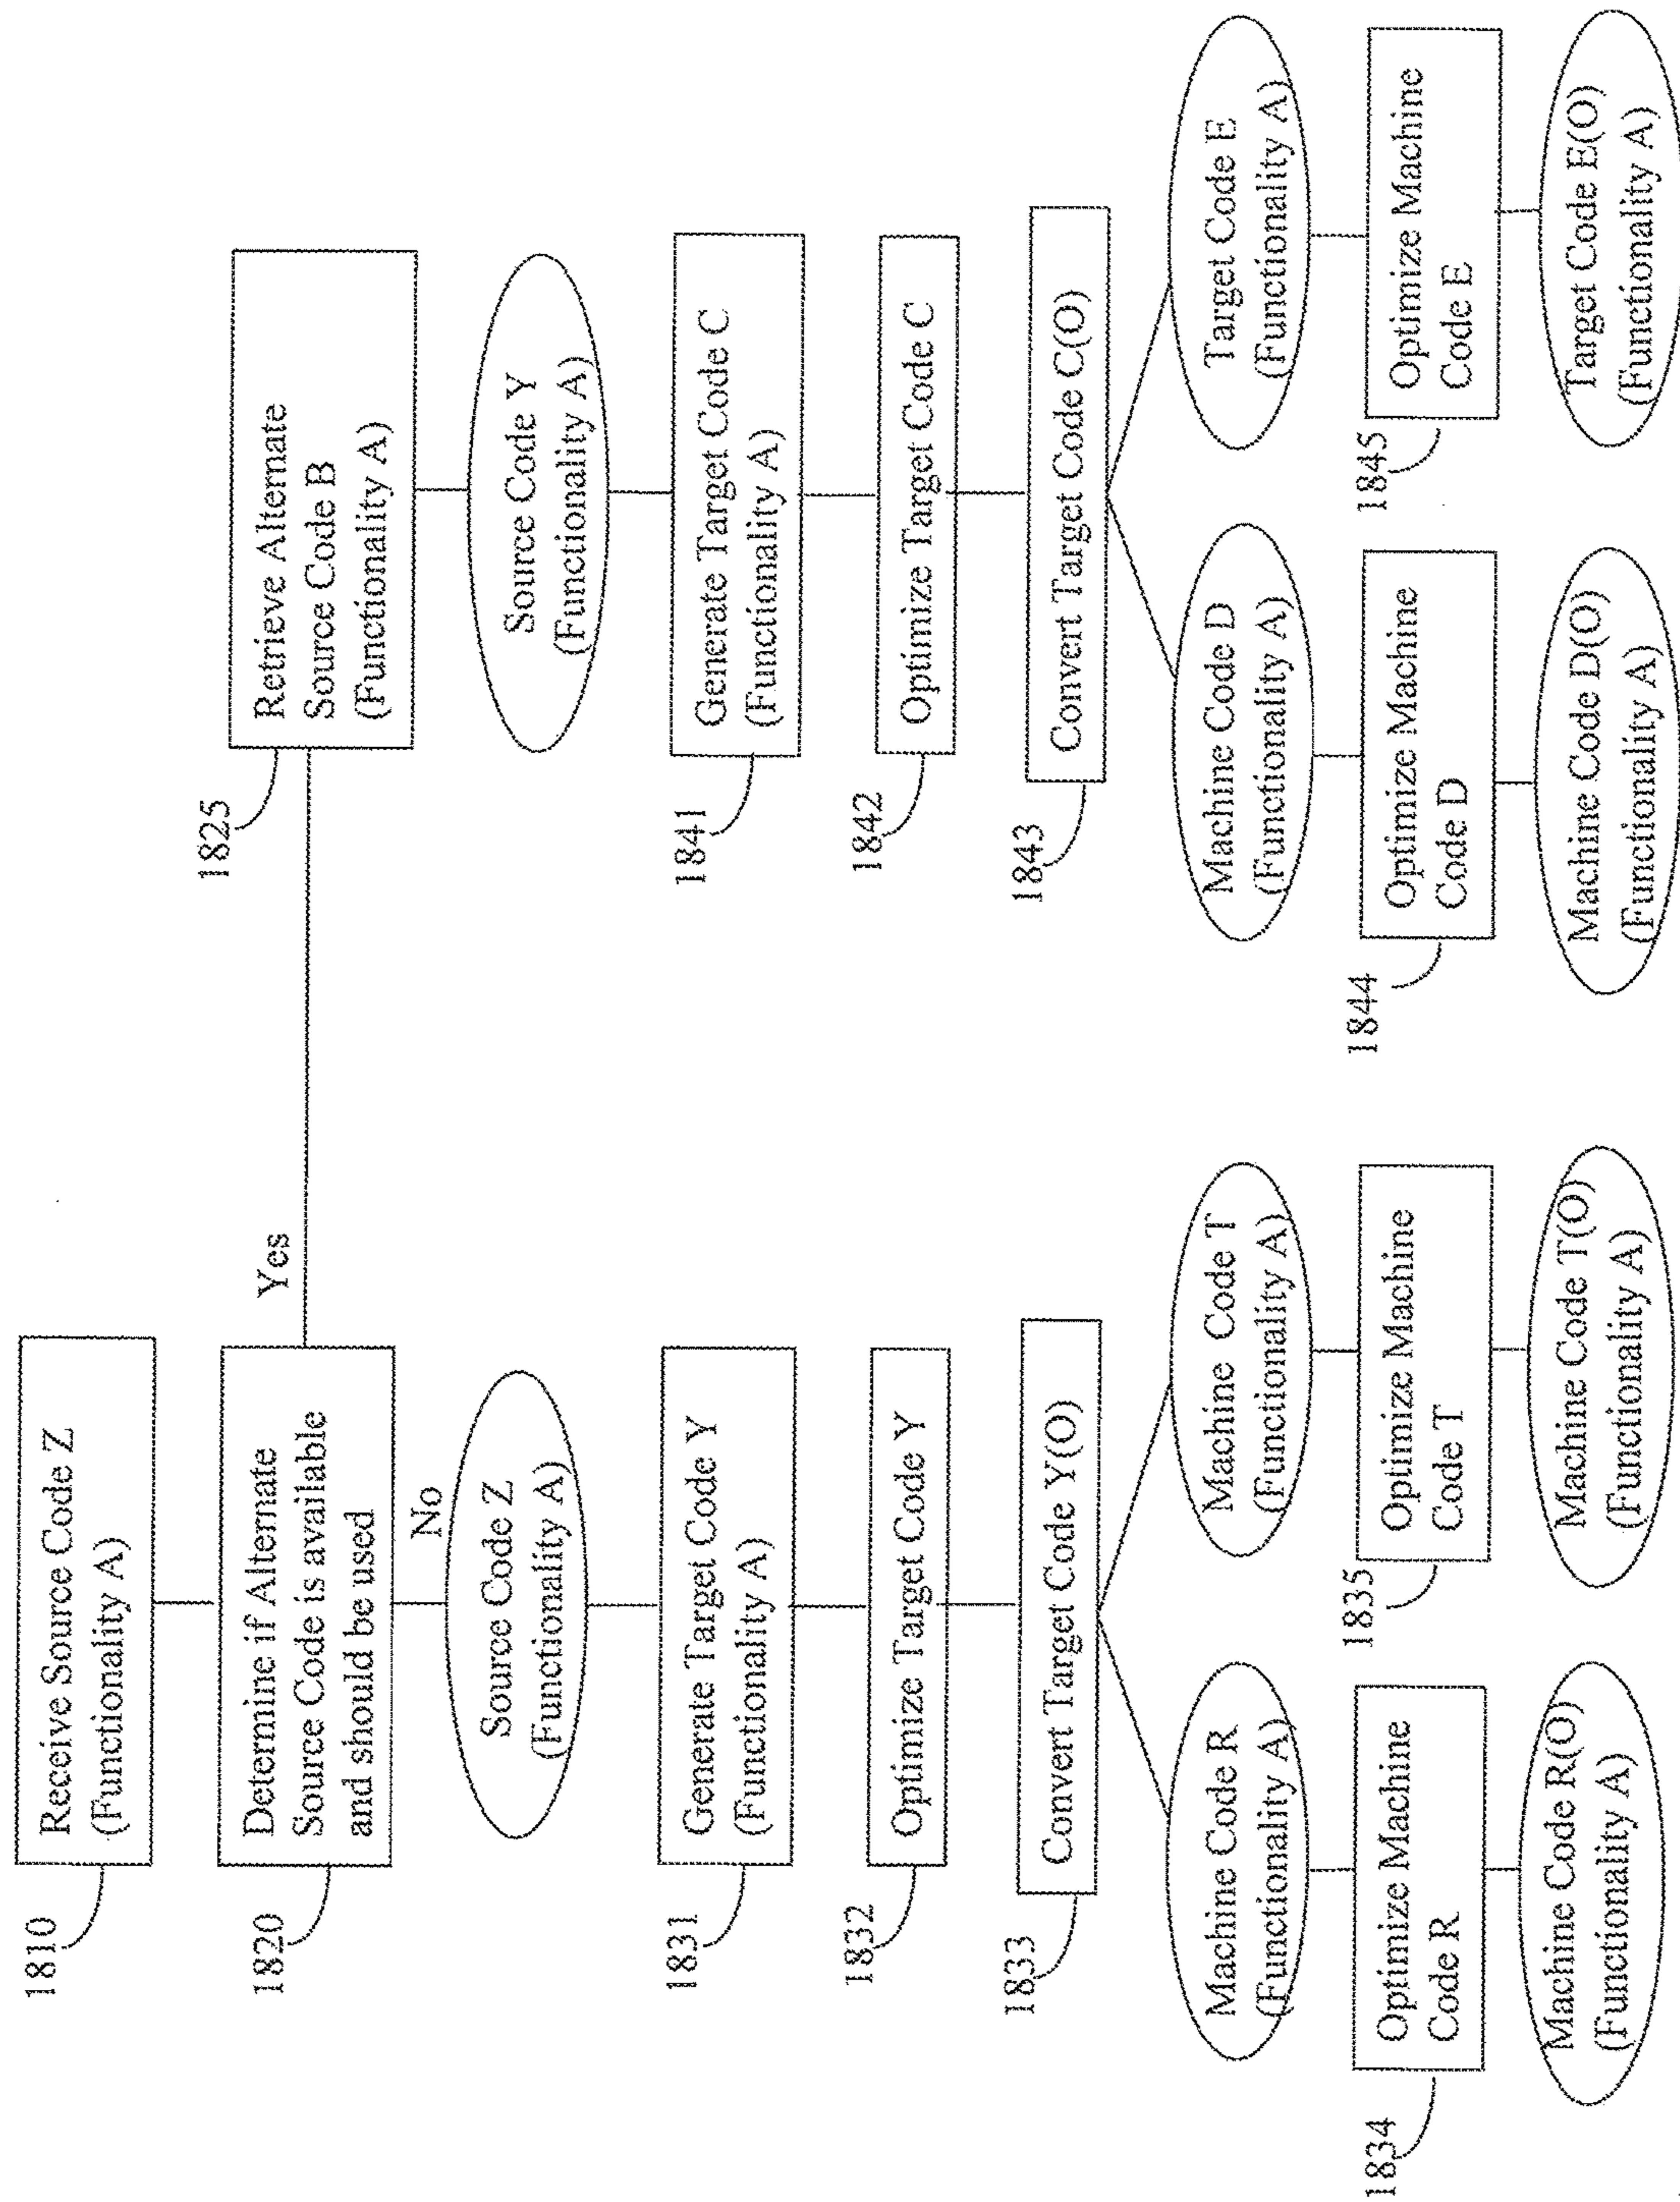 1810
Receive Source Code Z
(Functionality A)
1820
Determine if Alternate
Source Code is available
and should be used
Yes
No
1825
Retrieve Alternate
Source Code B
(Functionality A)
Source Code Z
(Functionality A)
Source Code Y
(Functionality A)
1831
Generate Target Code Y
(Functionality A)
1841
Generate Target Code C
(Functionality A)
1832
Optimize Target Code Y
1842
Optimize Target Code C
1833
Convert Target Code Y(O)
1843
Convert Target Code C(O)
Machine Code R
(Functionality A)
Machine Code T
(Functionality A)
Machine Code D
(Functionality A)
Target Code E
(Functionality A)
1834
Optimize Machine
Code R
1835
Optimize Machine
Code T
1844
Optimize Machine
Code D
1845
Optimize Machine
Code E
Machine Code R(O)
(Functionality A)
Machine Code T(O)
(Functionality A)
Machine Code D(O)
(Functionality A)
Target Code E(O)
(Functionality A)